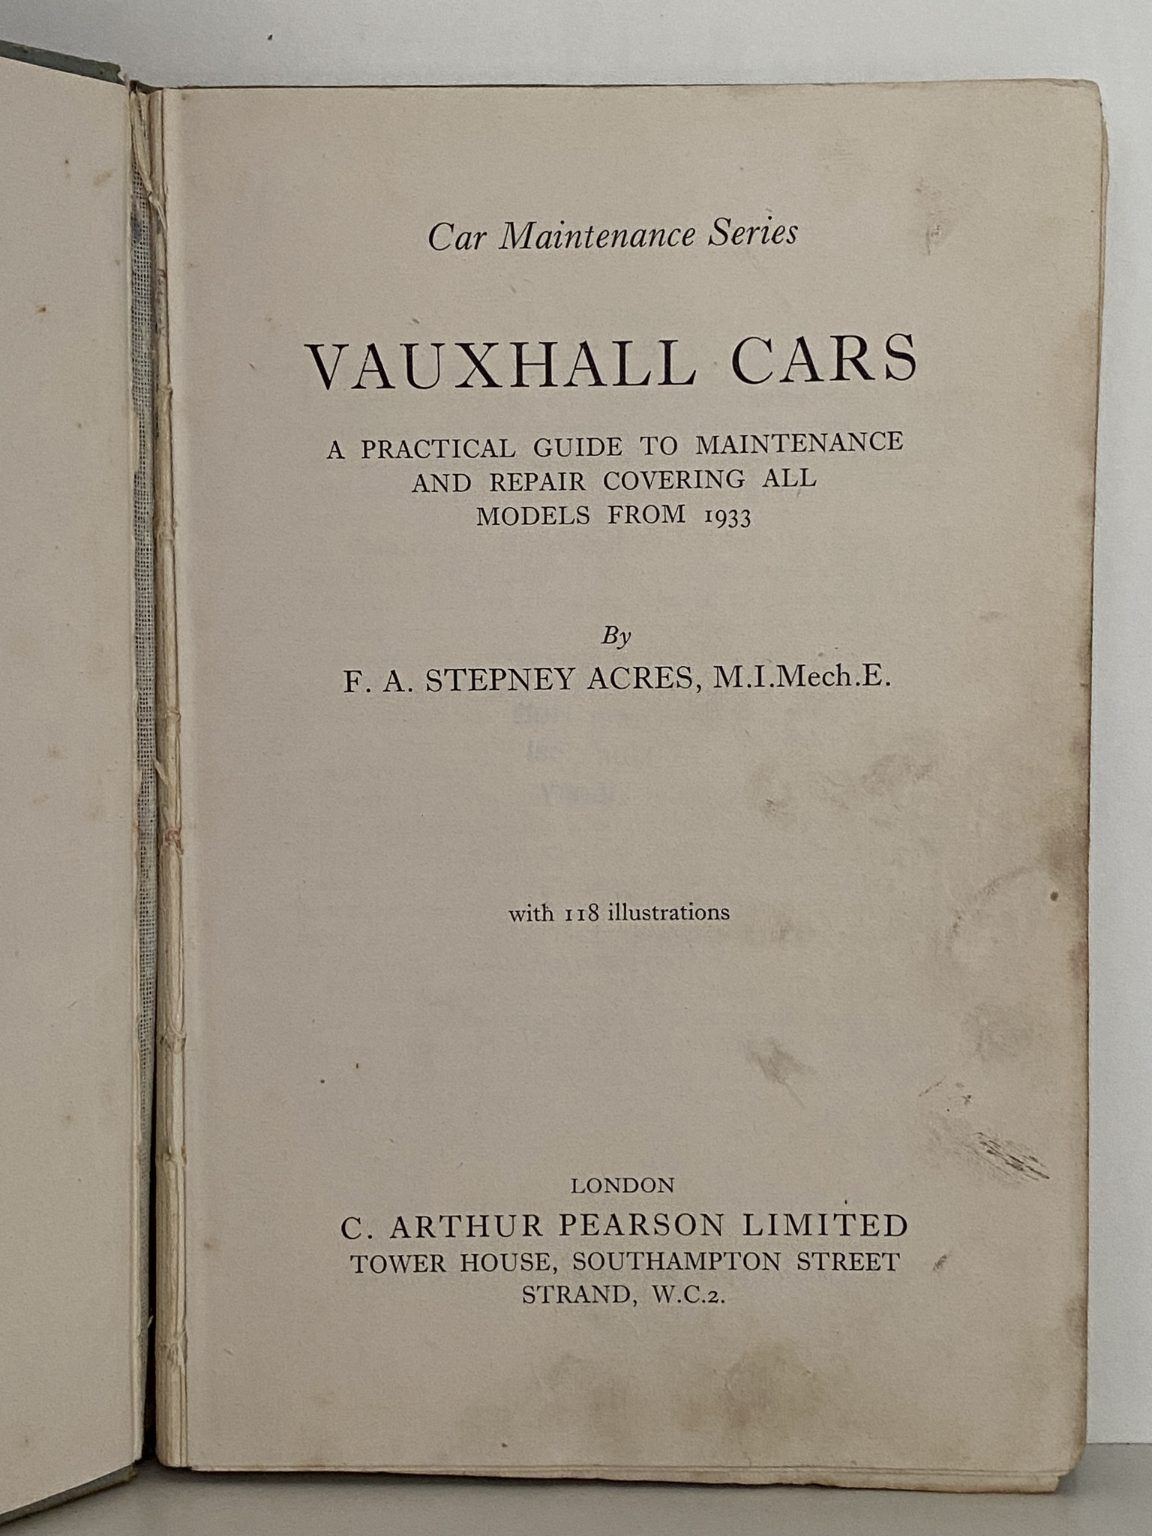 Car Maintenance Series
VAUXHALL CARS
A PRACTICAL GUIDE TO MAINTENANCE
AND REPAIR COVERING ALL
MODELS FROM 1933
By
F. A. STEPNEY ACRES, M.I.Mech.E.
with 118 illustrations
LONDON
C. ARTHUR PEARSON LIMITED
TOWER HOUSE, SOUTHAMPTON STREET
STRAND, W.C.2.